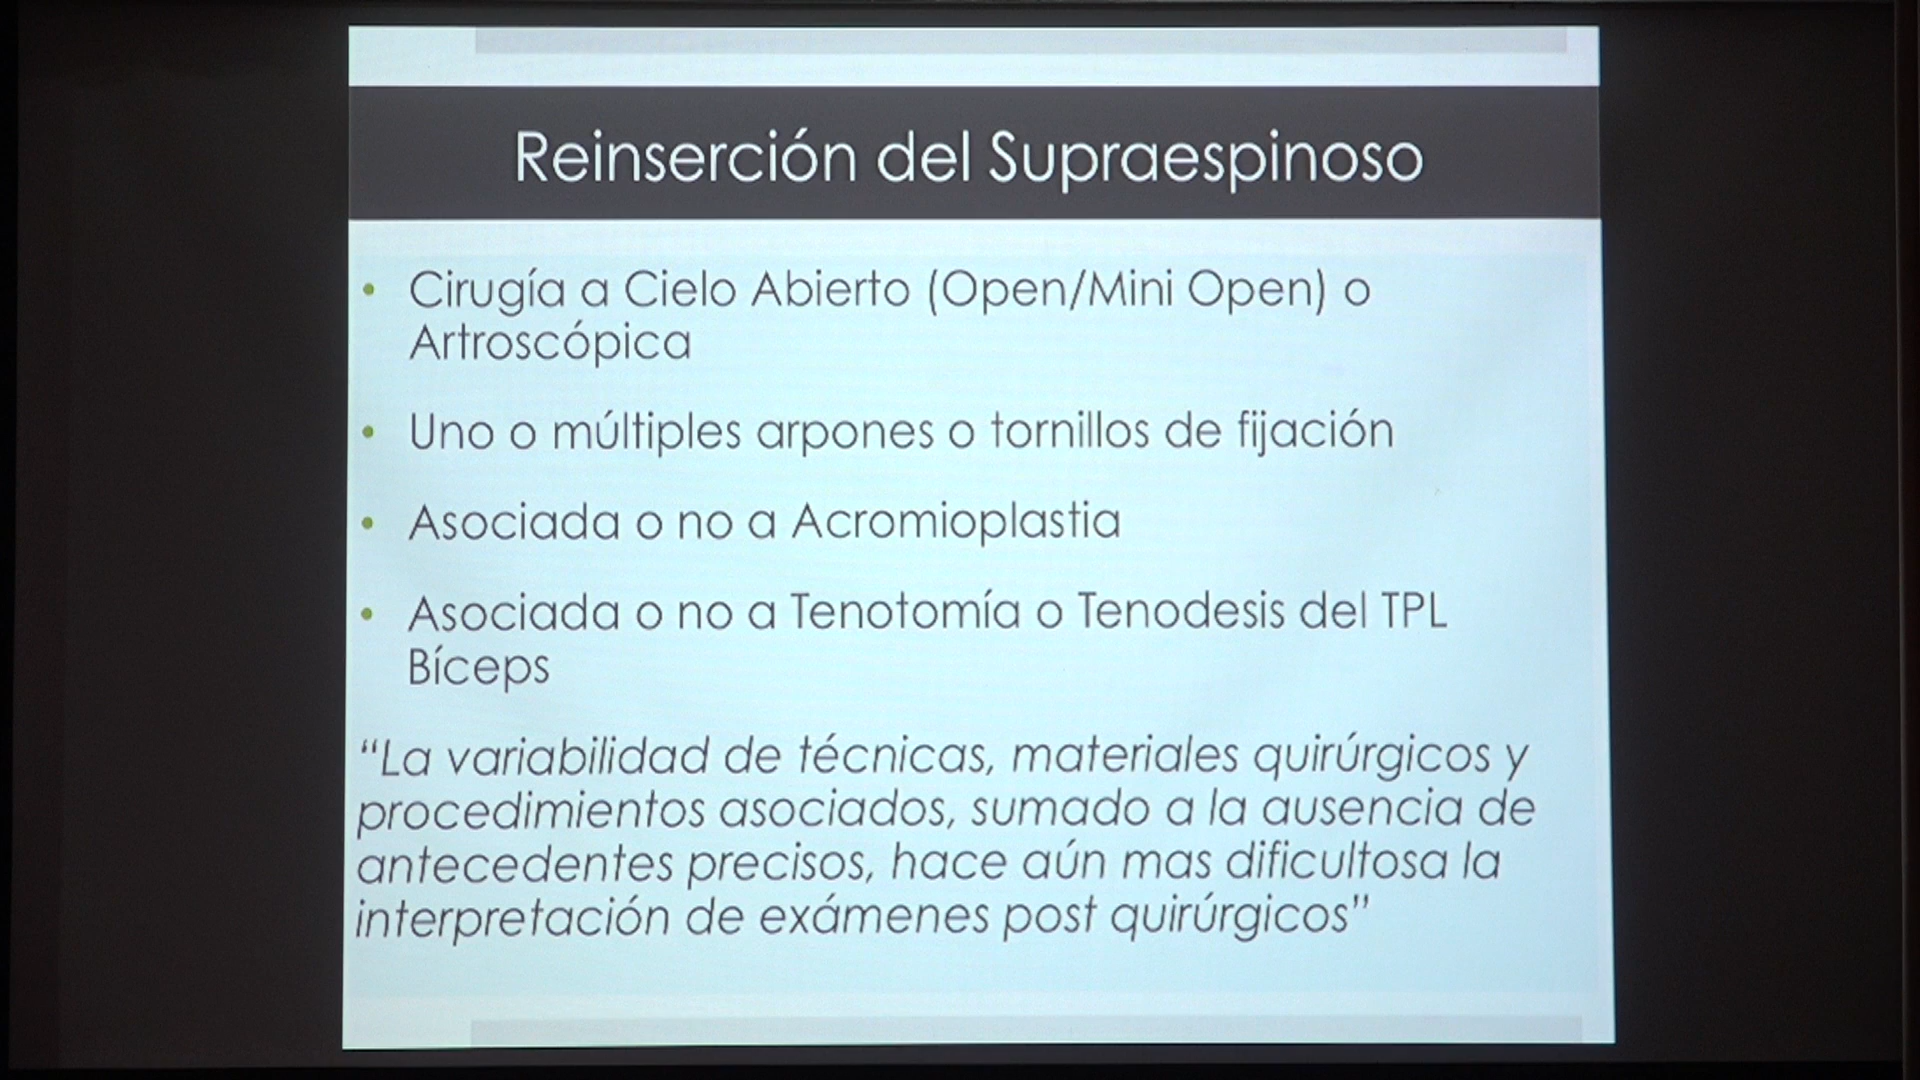 Reinserción del Supraespinoso
• Cirugía a Cielo Abierto (Open/Mini Open) o
Artroscópica
• Uno o múltiples arpones o tornillos de fijación
• Asociada o no a Acromioplastia
• Asociada o no a Tenotomía o Tenodesis del TPL
Bíceps
“La variabilidad de técnicas, materiales quirúrgicos y
procedimientos asociados, sumado a la ausencia de
antecedentes precisos, hace aún mas dificultosa la
interpretación de exámenes post quirúrgicos”